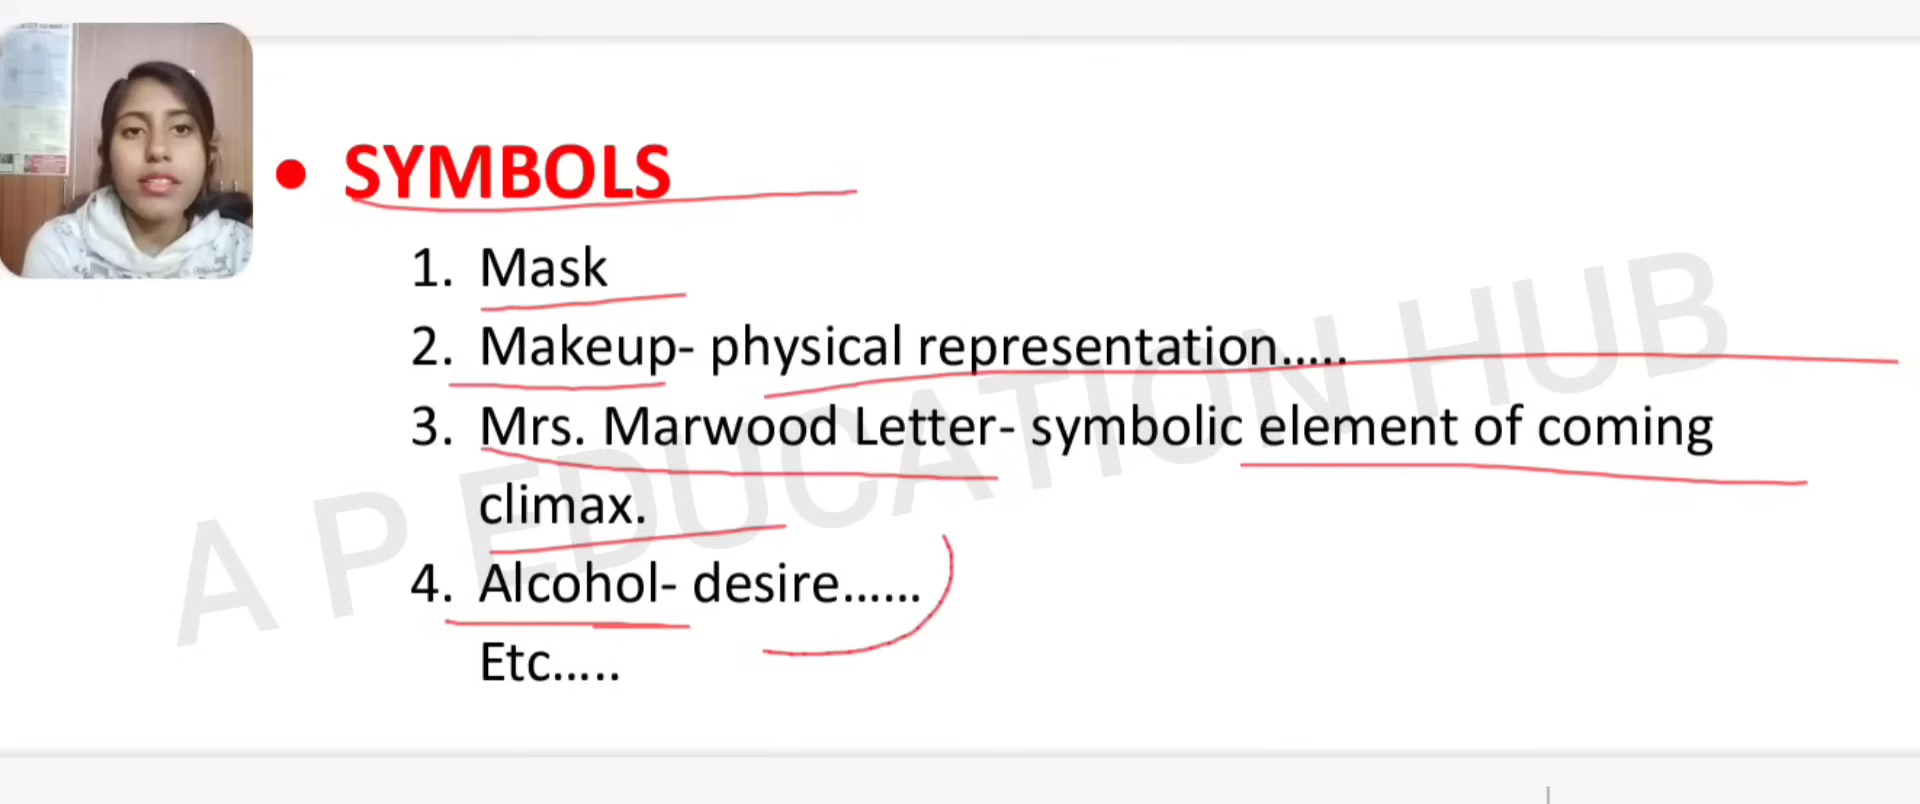 • SYMBOLS
1. Mask
2. Makeup- physical representation.....
3. Mrs. Marwood Letter- symbolic element of coming
climax.
4. Alcohol- desire......
Etc.....
A P EDUCATION HUB